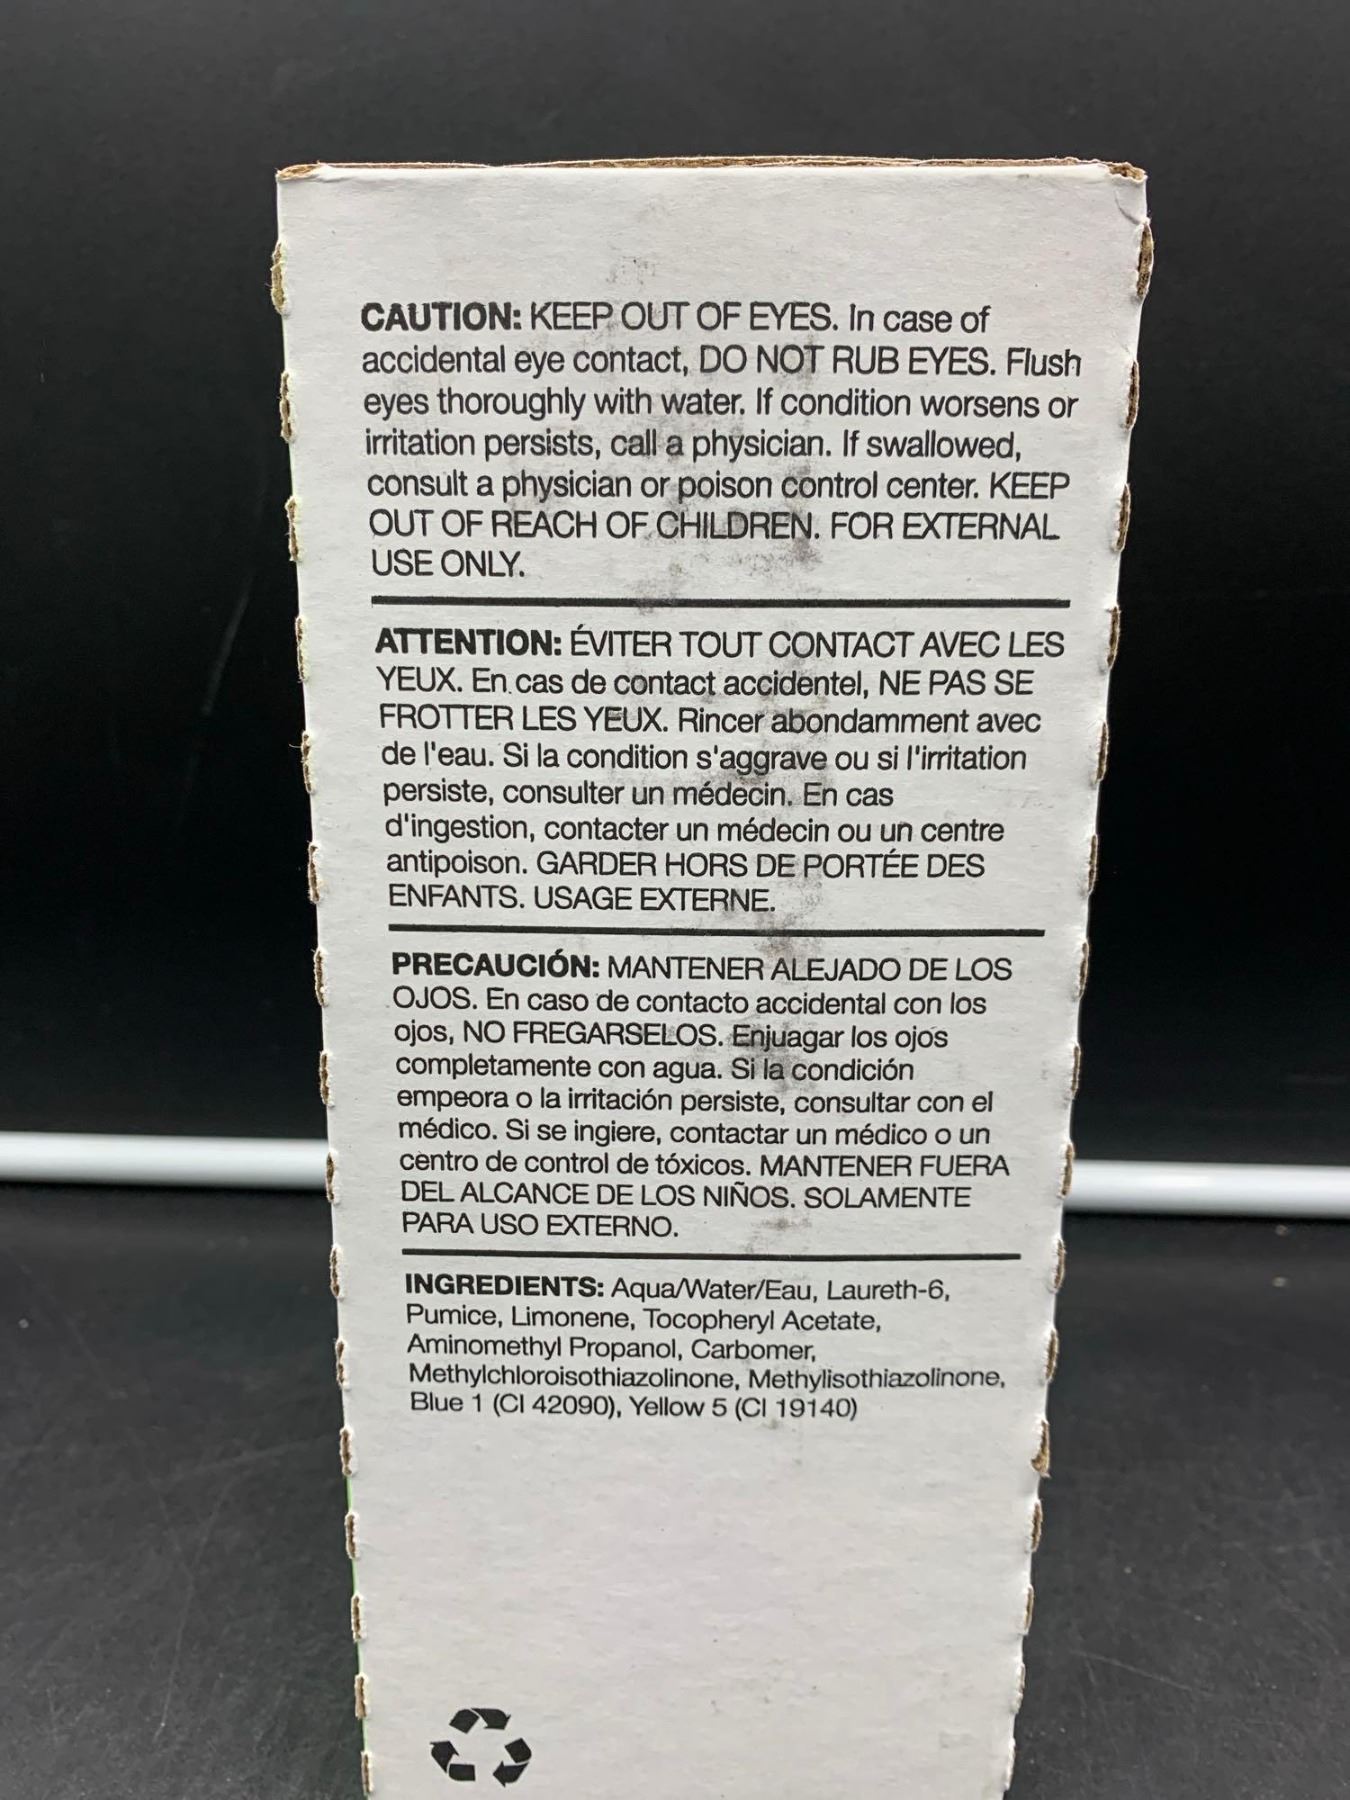 CAUTION: KEEP OUT OF EYES. In case of
accidental eye contact, DO NOT RUB EYES. Flush
eyes thoroughly with water. If condition worsens or
irritation persists, call a physician. If swallowed,
consult a physician or poison control center. KEEP
OUT OF REACH OF CHILDREN. FOR EXTERNAL
USE ONLY.
ATTENTION: ÉVITER TOUT CONTACT AVEC LES
YEUX. En cas de contact accidentel, NE PAS SE
FROTTER LES YEUX. Rincer abondamment avec
de l'eau. Si la condition s'aggrave ou si l'irritation
persiste, consulter un médecin. En cas
d'ingestion, contacter un médecin ou un centre
antipoison. GARDER HORS DE PORTÉE DES
ENFANTS. USAGE EXTERNE.
PRECAUCIÓN: MANTENER ALEJADO DE LOS
OJOS. En caso de contacto accidental con los
ojos, NO FREGARSELOS. Enjuagar los ojos
completamente con agua. Si la condición
empeora o la irritación persiste, consultar con el
médico. Si se ingiere, contactar un médico o un
centro de control de tóxicos. MANTENER FUERA
DEL ALCANCE DE LOS NIÑOS. SOLAMENTE
PARA USO EXTERNO.
INGREDIENTS: Aqua/Water/Eau, Laureth-6,
Pumice, Limonene, Tocopheryl Acetate,
Aminomethyl Propanol, Carbomer,
Methylchloroisothiazolinone, Methylisothiazolinone,
Blue 1 (CI 42090), Yellow 5 (CI 19140)